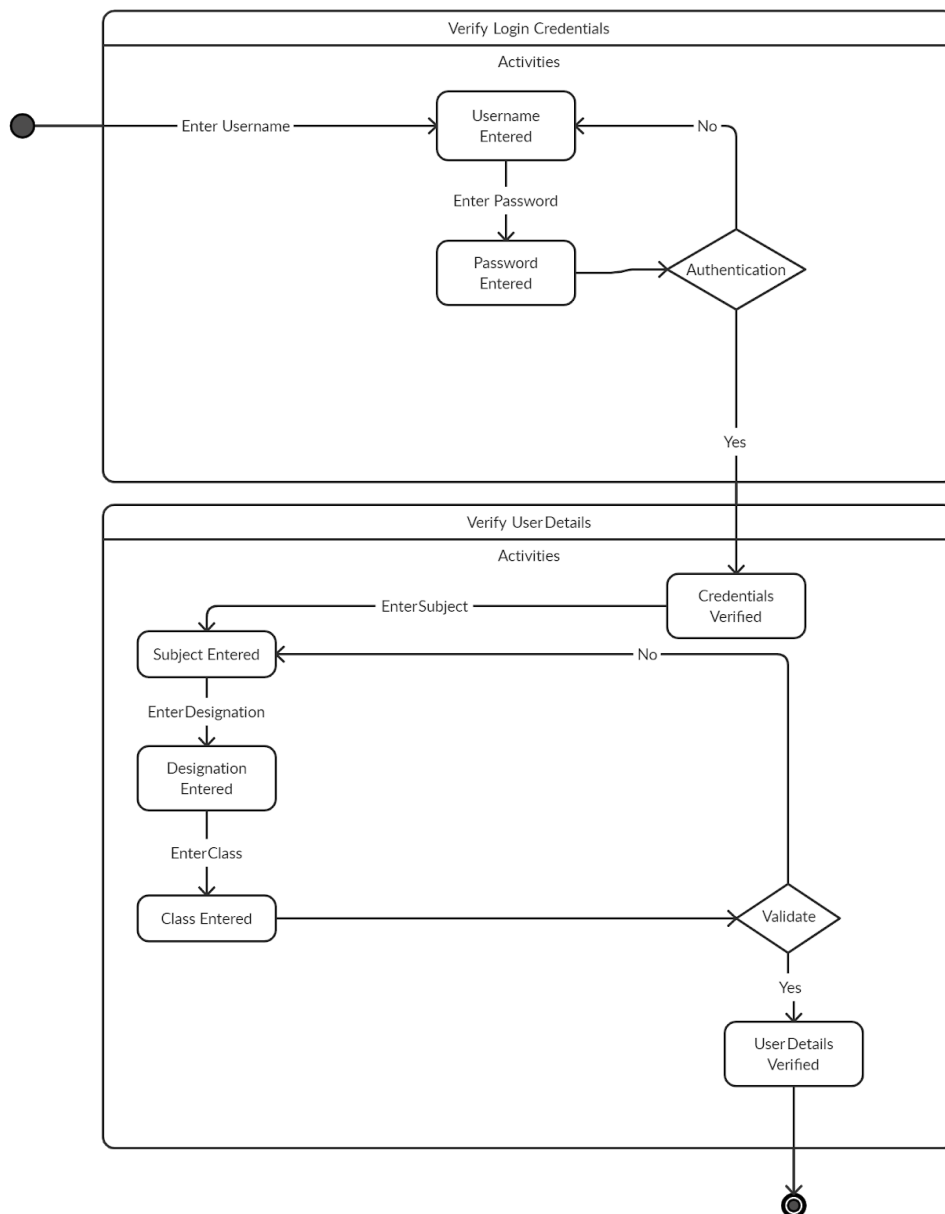 Verify Login Credentials
Activities
Enter Username
Username
Entered
No
Enter Password
Password
Entered
Authentication
Yes
Verify UserDetails
Activities
Credentials
Verified
EnterSubject
Subject Entered
No
EnterDesignation
Designation
Entered
EnterClass
Class Entered
Validate
Yes
UserDetails
Verified